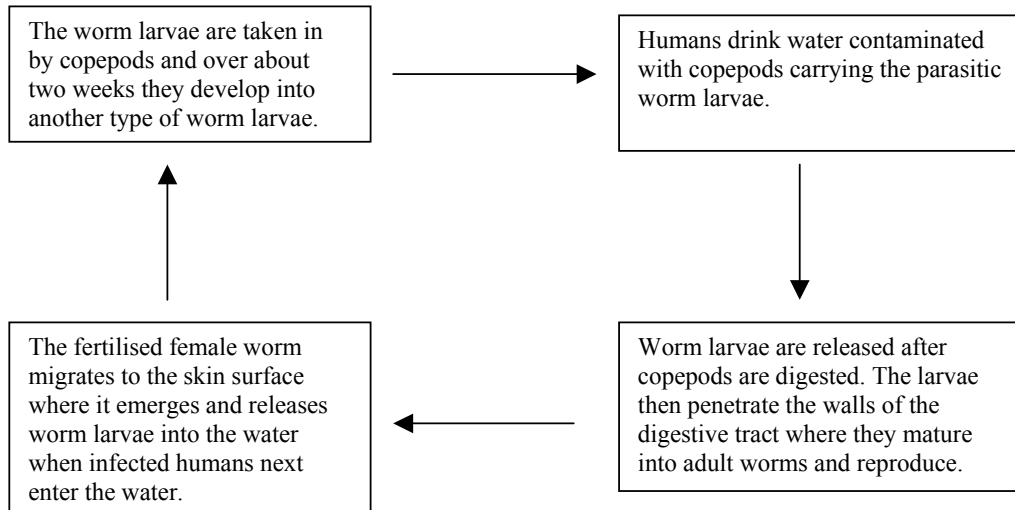 The worm larvae are taken in
by copepods and over about
two weeks they develop into
another type of worm larvae.
Humans drink water contaminated
with copepods carrying the parasitic
worm larvae.
Worm larvae are released after
copepods are digested. The larvae
then penetrate the walls of the
digestive tract where they mature
into adult worms and reproduce.
The fertilised female worm
migrates to the skin surface
where it emerges and releases
worm larvae into the water
when infected humans next
enter the water.